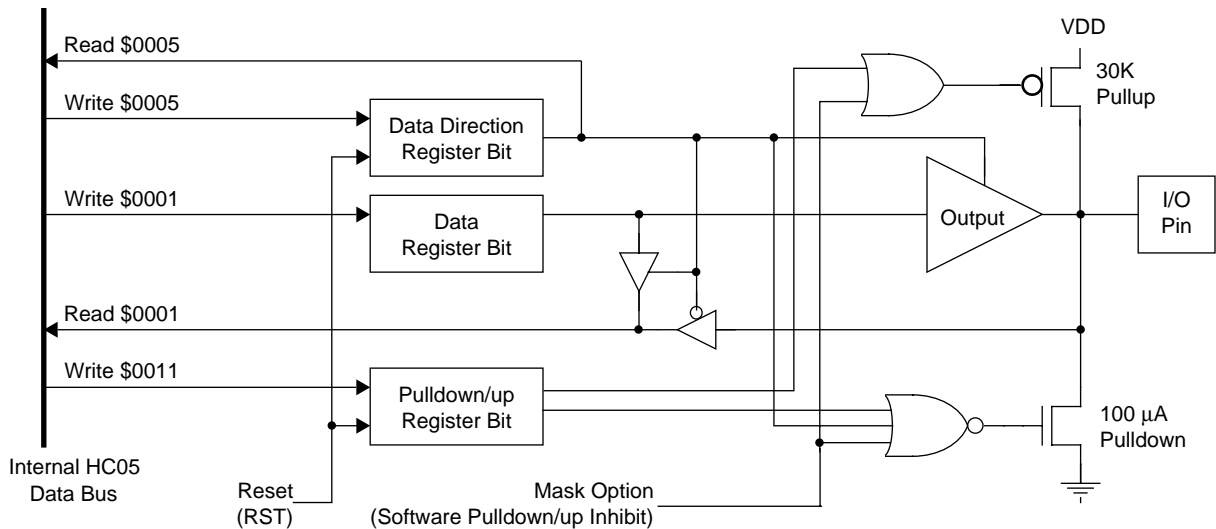 Read $0005
Write $0005
Data Direction
Register Bit
Write $0001
Data
Register Bit
Read $0001
Write $0011
Pulldown/up
Register Bit
Internal HC05
Data Bus
Reset
(RST)
Mask Option
(Software Pulldown/up Inhibit)
VDD
30K
Pullup
Output
I/O
Pin
100 µA
Pulldown